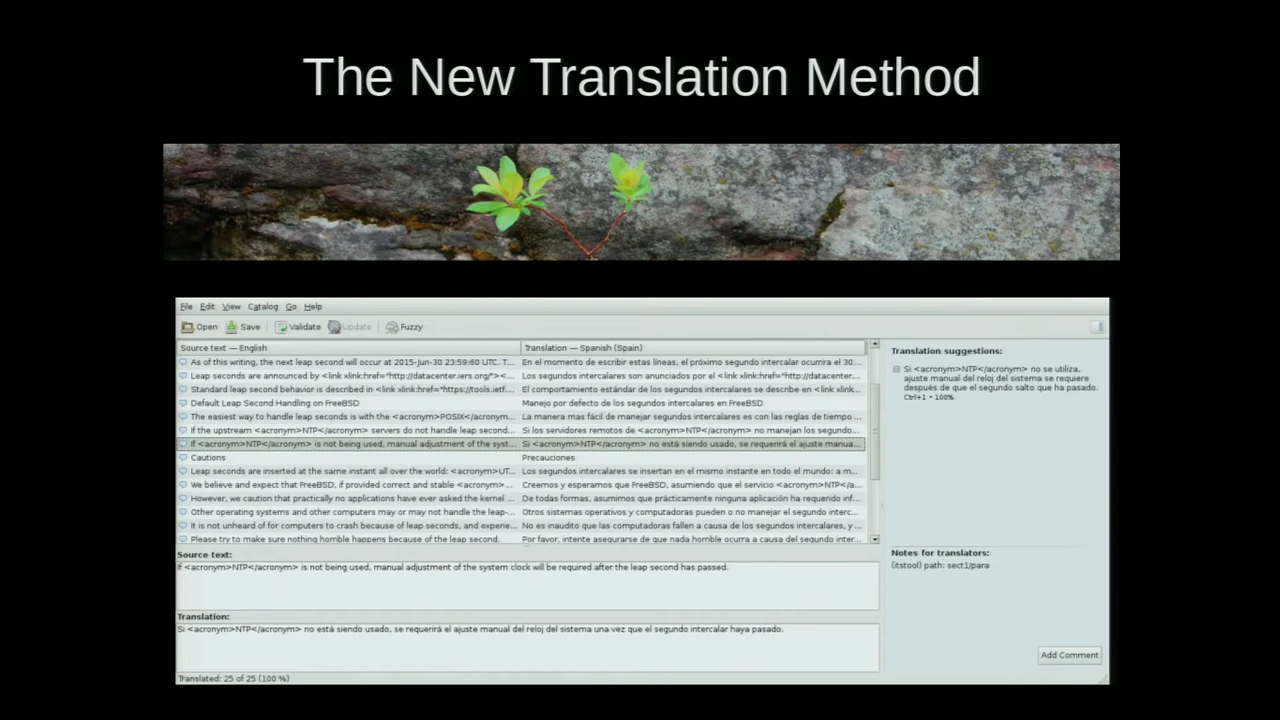 The New Translation Method
File Edit View Catalog Go Help
Open Save Validate Update Fuzzy
Source text — English Translation — Spanish (Spain)
As of this writing, the next leap second will occur at 2015-Jun-30 23:59:60 UTC. T... En el momento de escribir estas líneas, el próximo segundo intercalar ocurrira el 30...
Leap seconds are announced by <link xlink:href="http://datacenter.iers.org/"><... Los segundos intercalares son anunciados por el <link xlink:href="http://datacenter....
Standard leap second behavior is described in <link xlink:href="https://tools.ietf.... El comportamiento estándar de los segundos intercalares se describe en <link xlink...
Default Leap Second Handling on FreeBSD Manejo por defecto de los segundos intercalares en FreeBSD
The easiest way to handle leap seconds is with the <acronym>POSIX</acronym... La manera mas fácil de manejar segundos intercalares es con las reglas de tiempo ...
If the upstream <acronym>NTP</acronym> servers do not handle leap second... Si los servidores remotos de <acronym>NTP</acronym> no manejan los segundo...
If <acronym>NTP</acronym> is not being used, manual adjustment of the syst... Si <acronym>NTP</acronym> no está siendo usado, se requerirá el ajuste manua...
Cautions Precauciones
Leap seconds are inserted at the same instant all over the world: <acronym>UT... Los segundos intercalares se insertan en el mismo instante en todo el mundo: a m...
We believe and expect that FreeBSD, if provided correct and stable <acronym>... Creemos y esperamos que FreeBSD, asumiendo que el servicio <acronym>NTP</a...
However, we caution that practically no applications have ever asked the kernel ... De todas formas, asumimos que prácticamente ninguna aplicación ha requerido inf...
Other operating systems and other computers may or may not handle the leap-... Otros sistemas operativos y computadoras pueden o no manejar el segundo interc...
It is not unheard of for computers to crash because of leap seconds, and experie... No es inaudito que las computadoras fallen a causa de los segundos intercalares, y ...
Please try to make sure nothing horrible happens because of the leap second. Por favor, intente asegurarse de que nada horrible ocurra a causa del segundo inter...
Source text:
If <acronym>NTP</acronym> is not being used, manual adjustment of the system clock will be required after the leap second has passed.
Translation:
Si <acronym>NTP</acronym> no está siendo usado, se requerirá el ajuste manual del reloj del sistema una vez que el segundo intercalar haya pasado.
Translated: 25 of 25 (100 %)
Translation suggestions:
Si <acronym>NTP</acronym> no se utiliza,
ajuste manual del reloj del sistema se requiere
después de que el segundo salto que ha pasado.
Ctrl+1 • 100%
Notes for translators:
(itstool) path: sect1/para
Add Comment